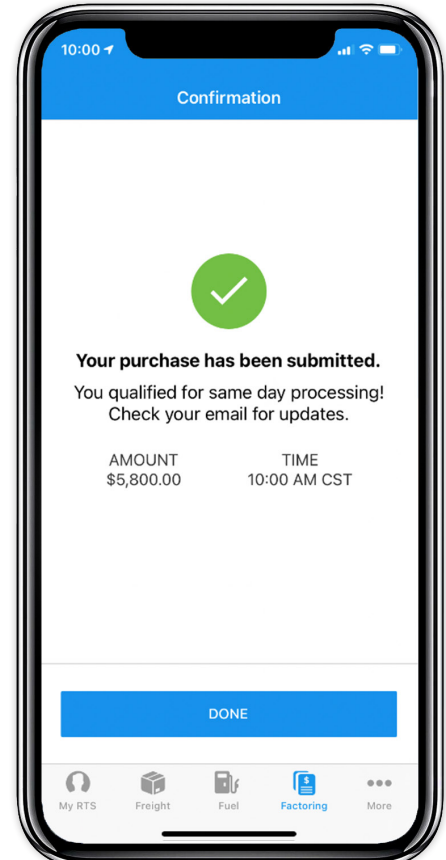 10:00
Confirmation
Your purchase has been submitted.
You qualified for same day processing!
Check your email for updates.
AMOUNT TIME
$5,800.00 10:00 AM CST
DONE
$
My RTS Freight Fuel Factoring More